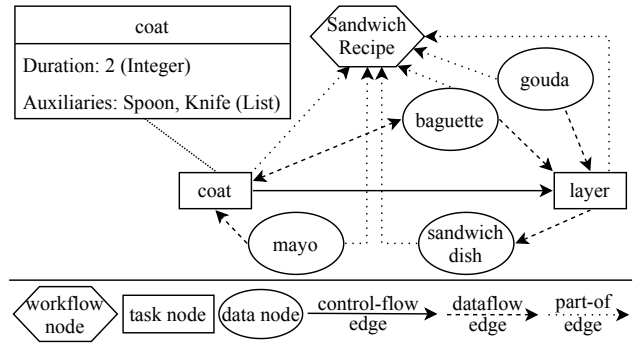 coat
Duration: 2 (Integer)
Auxiliaries: Spoon, Knife (List)
Sandwich
Recipe
gouda
baguette
coat
layer
mayo
sandwich
dish
workflow
node
task node
data node
control-flow
edge
dataflow
edge
part-of
edge